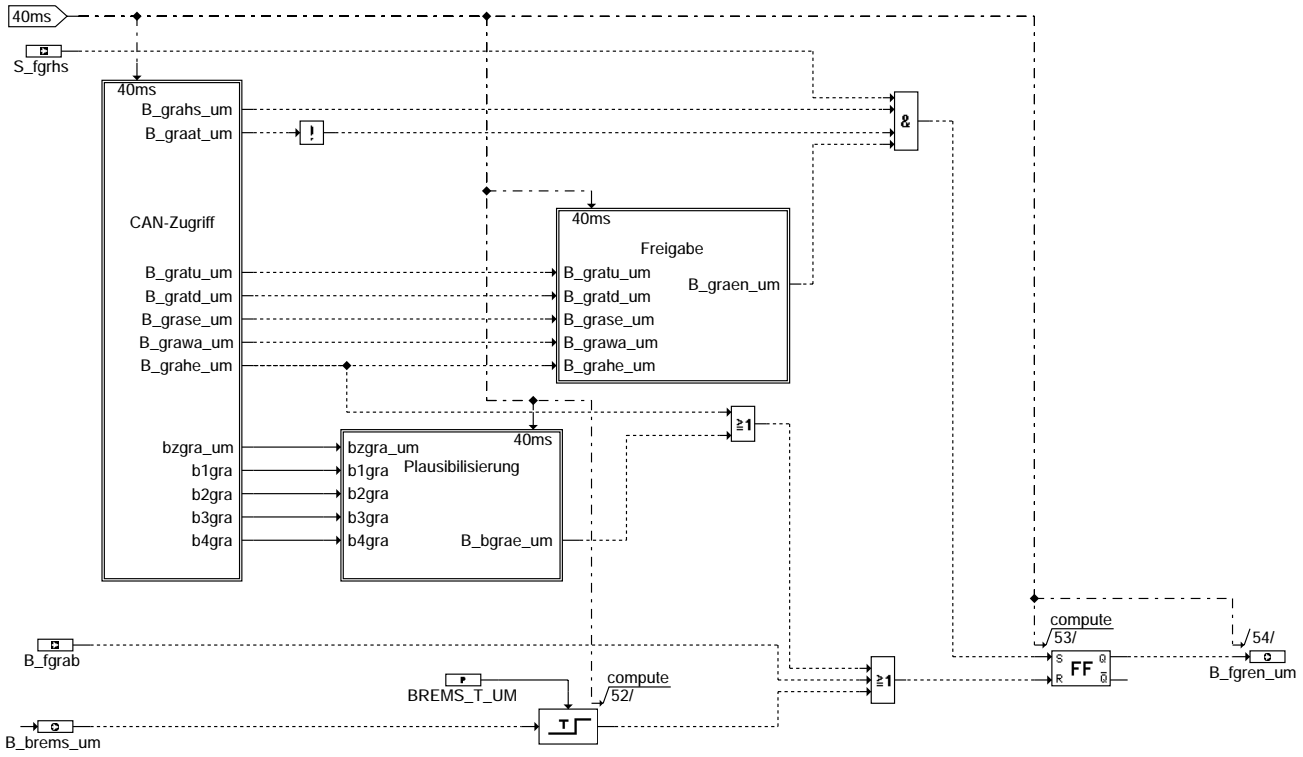 40ms
S_fgrhs
40ms
B_grahs_um
B_graat_um
!
&
CAN-Zugriff
40ms
Freigabe
B_gratu_um
B_gratu_um
B_graen_um
B_gratd_um
B_gratd_um
B_grase_um
B_grase_um
B_grawa_um
B_grawa_um
B_grahe_um
B_grahe_um
≧1
40ms
bzgra_um
bzgra_um
Plausibilisierung
b1gra
b1gra
b2gra
b2gra
b3gra
b3gra
b4gra
b4gra
B_bgrae_um
compute
53/
54/
B_fgrab
S Q
FF
R Q̅
B_fgren_um
P
BREMS_T_UM
compute
52/
≧1
T
B_brems_um